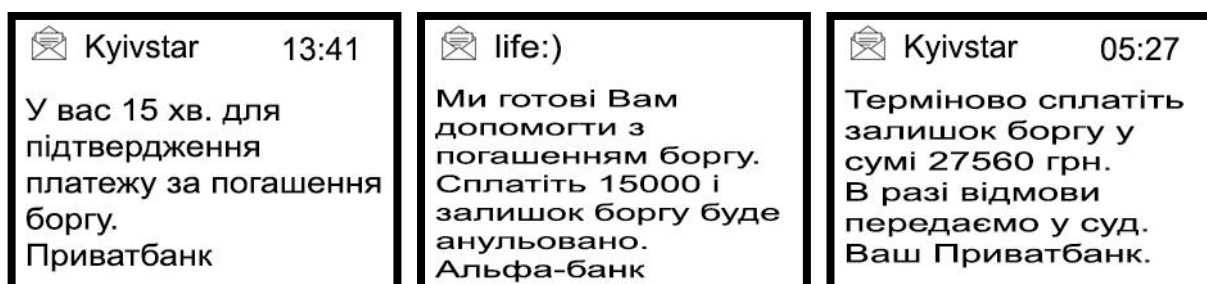 Kyivstar 13:41
У вас 15 хв. для
підтвердження
платежу за погашення
боргу.
Приватбанк
life:)
Ми готові Вам
допомогти з
погашенням боргу.
Сплатіть 15000 і
залишок боргу буде
анульовано.
Альфа-банк
Kyivstar 05:27
Терміново сплатіть
залишок боргу у
сумі 27560 грн.
В разі відмови
передаємо у суд.
Ваш Приватбанк.